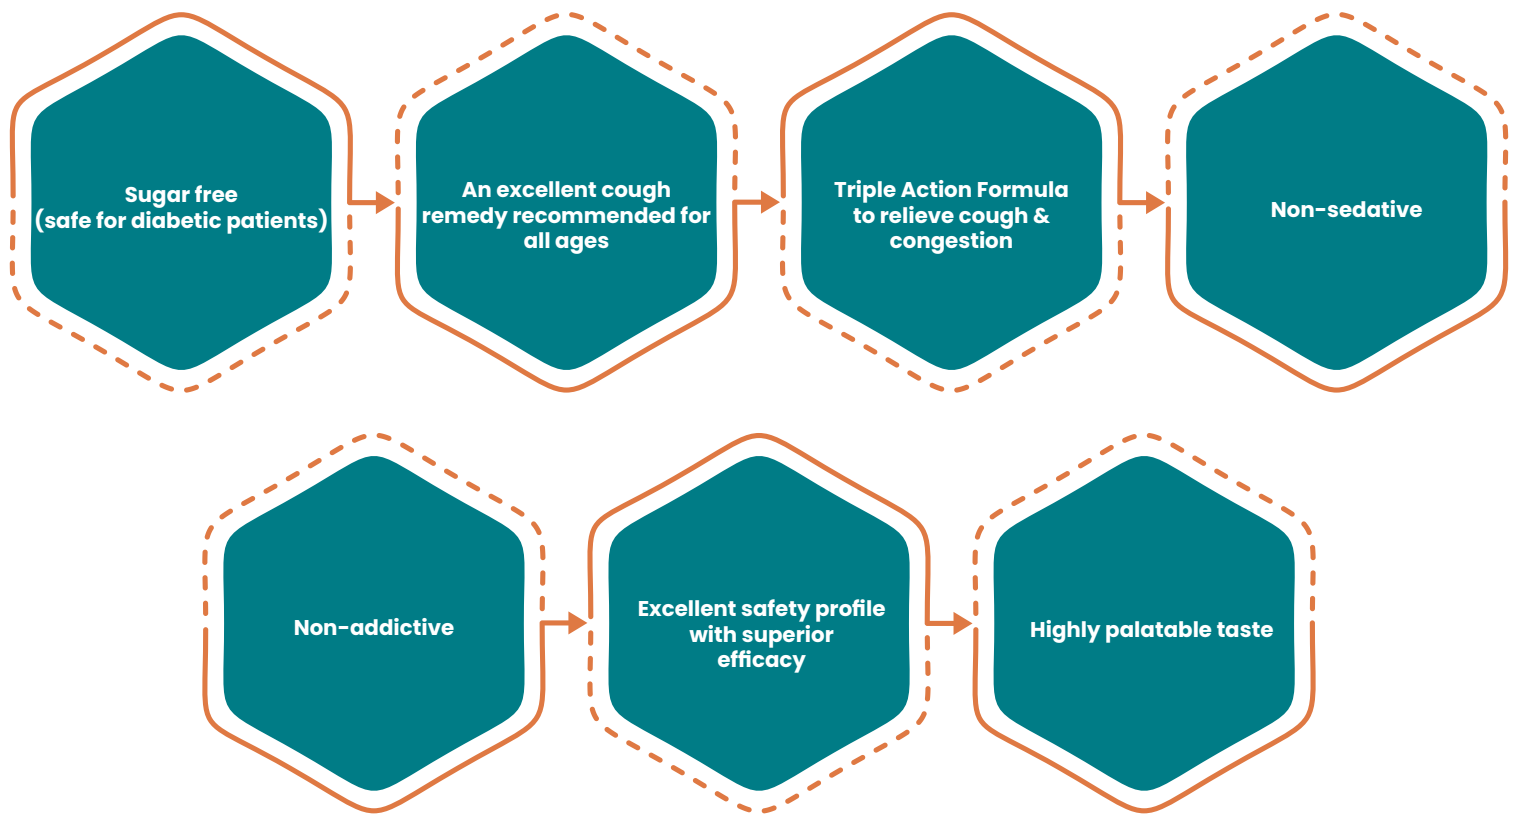 Sugar free
(safe for diabetic patients)
An excellent cough
remedy recommended for
all ages
Triple Action Formula
to relieve cough &
congestion
Non-sedative
Non-addictive
Excellent safety profile
with superior
efficacy
Highly palatable taste